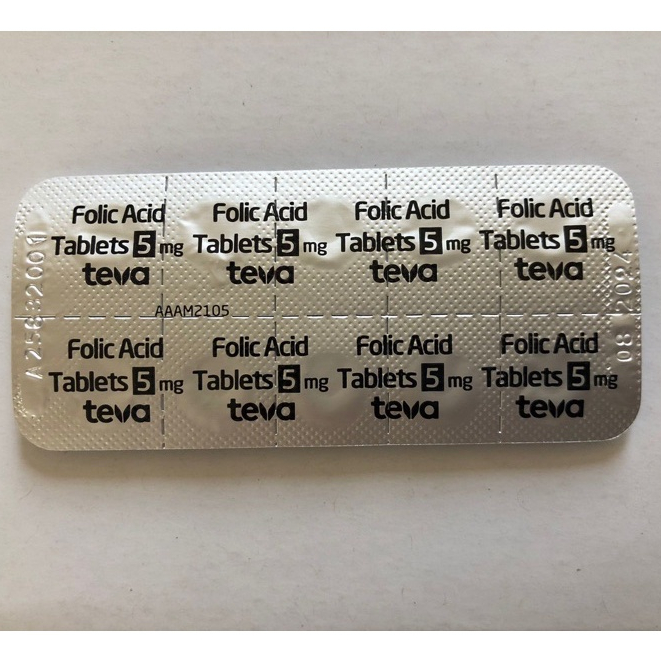 Folic Acid Folic Acid Folic Acid Folic Acid
Tablets 5 mg Tablets 5 mg Tablets 5 mg Tablets 5 mg
teva teva teva teva
AAAM2105
Folic Acid Folic Acid Folic Acid Folic Acid
Tablets 5 mg Tablets 5 mg Tablets 5 mg Tablets 5 mg
teva teva teva teva
08 2024